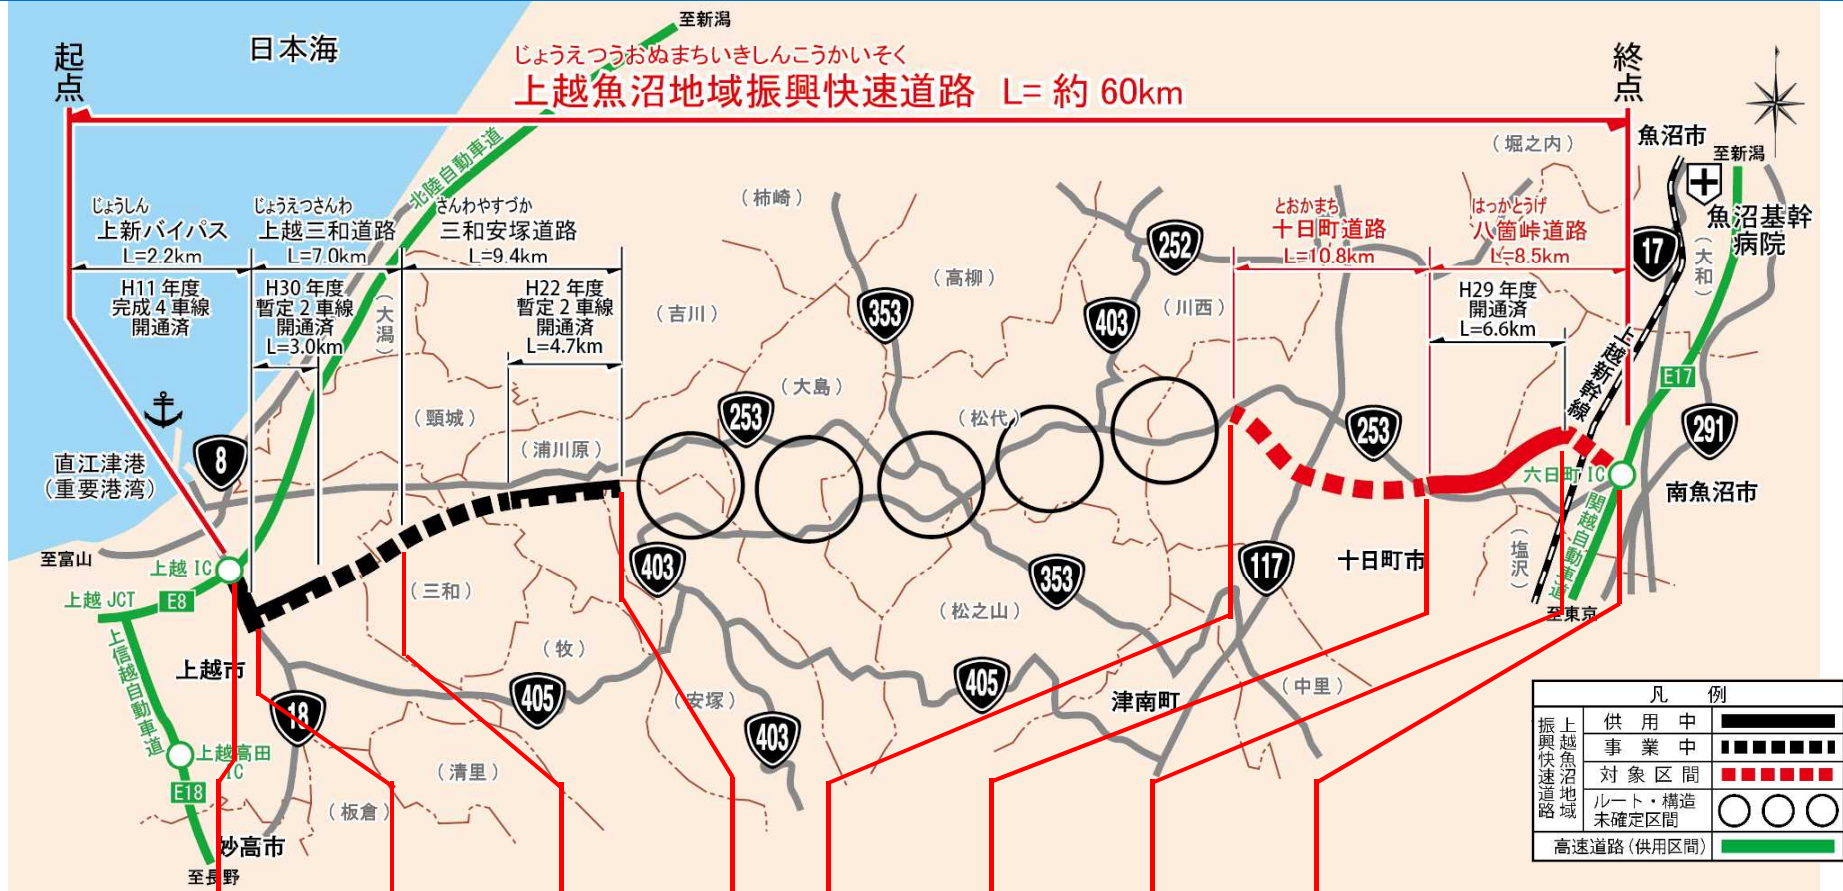 至新潟
日本海
起点
終点
じょうえつうおぬまちいきしんこうかいそく
上越魚沼地域振興快速道路 L= 約 60km
魚沼市
至新潟
(堀之内)
北陸自動車道
(柿崎)
じょうしん
上新バイパス
L=2.2km
じょうえつさんわ
上越三和道路
L=7.0km
さんわやすづか
三和安塚道路
L=9.4km
とおかまち
十日町道路
L=10.8km
はっかとうげ
八箇峠道路
L=8.5km
252
17
魚沼基幹
病院
(大和)
H11 年度
完成 4 車線
開通済
H30 年度
暫定 2 車線
開通済
L=3.0km
(大潟)
H22 年度
暫定 2 車線
開通済
L=4.7km
(高柳)
(吉川)
353
403
(川西)
H29 年度
開通済
L=6.6km
上越新幹線
E17
(大島)
(頸城)
253
(松代)
253
291
(浦川原)
8
直江津港
(重要港湾)
六日町 IC
南魚沼市
関越自動車道
至富山
上越 IC
403
353
117
十日町市
(塩沢)
(三和)
(松之山)
至東京
上越 JCT
E8
上信越自動車道
上越市
(牧)
405
(安塚)
405
津南町
(中里)
18
403
上越高田
IC
(清里)
E18
(板倉)
妙高市
至長野
凡 例
上越魚沼地域
振興快速道路
供 用 中
事 業 中
対 象 区 間
ルート・構造
未確定区間
高速道路(供用区間)